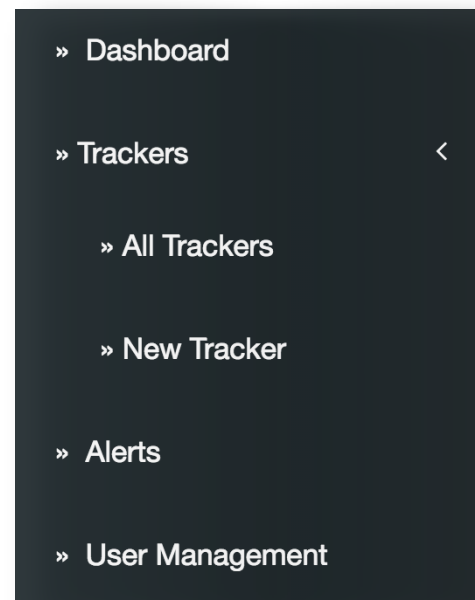 » Dashboard
» Trackers
» All Trackers
» New Tracker
» Alerts
» User Management